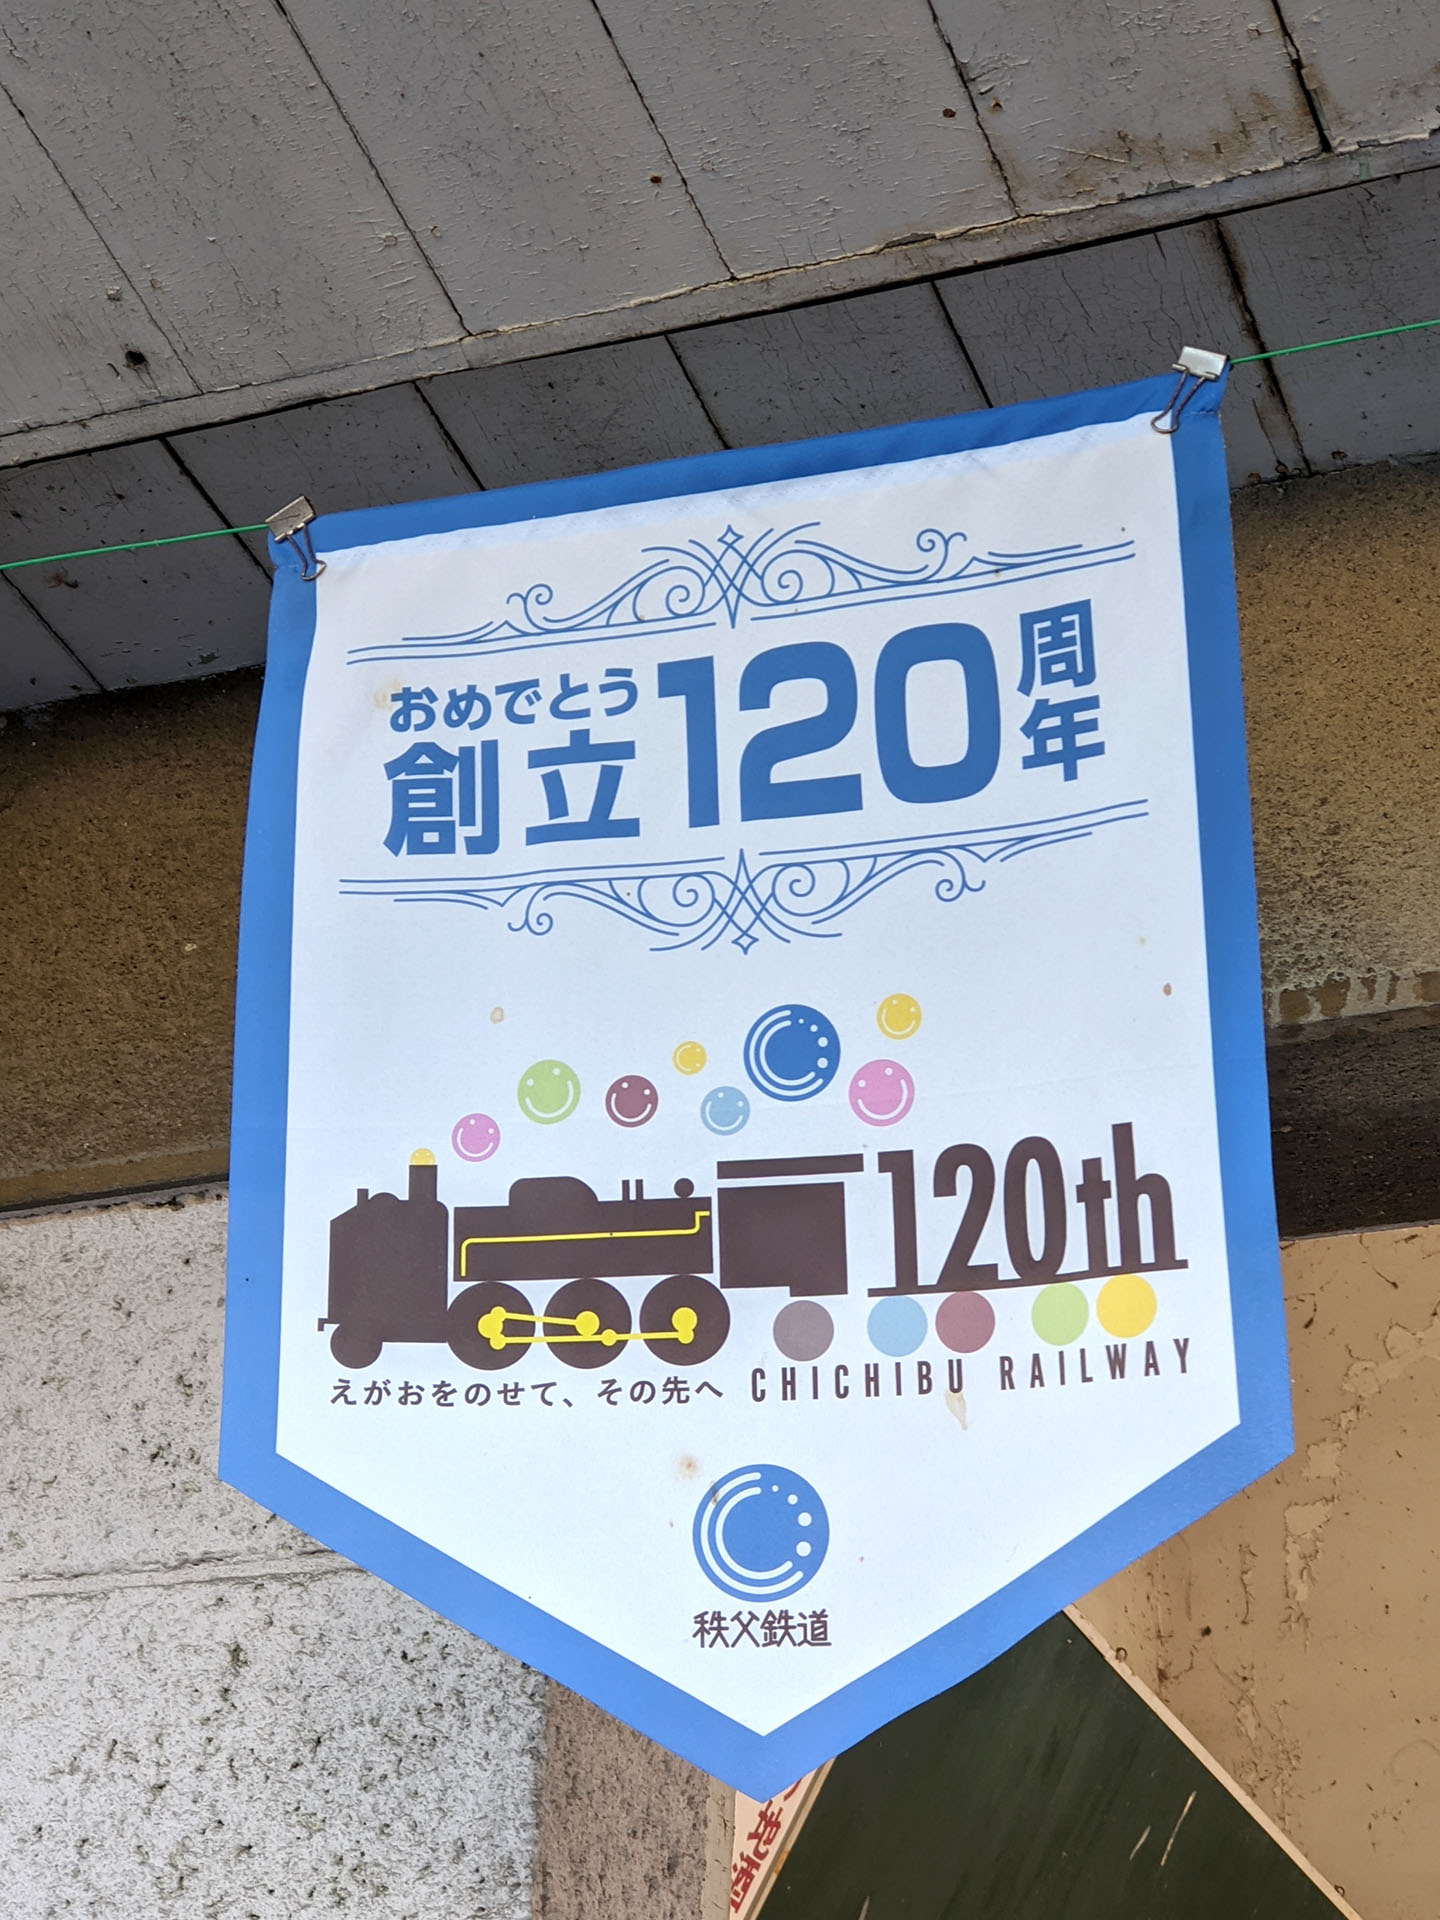 おめでとう
創立120周年
120th
えがおをのせて、その先へ CHICHIBU RAILWAY
秩父鉄道